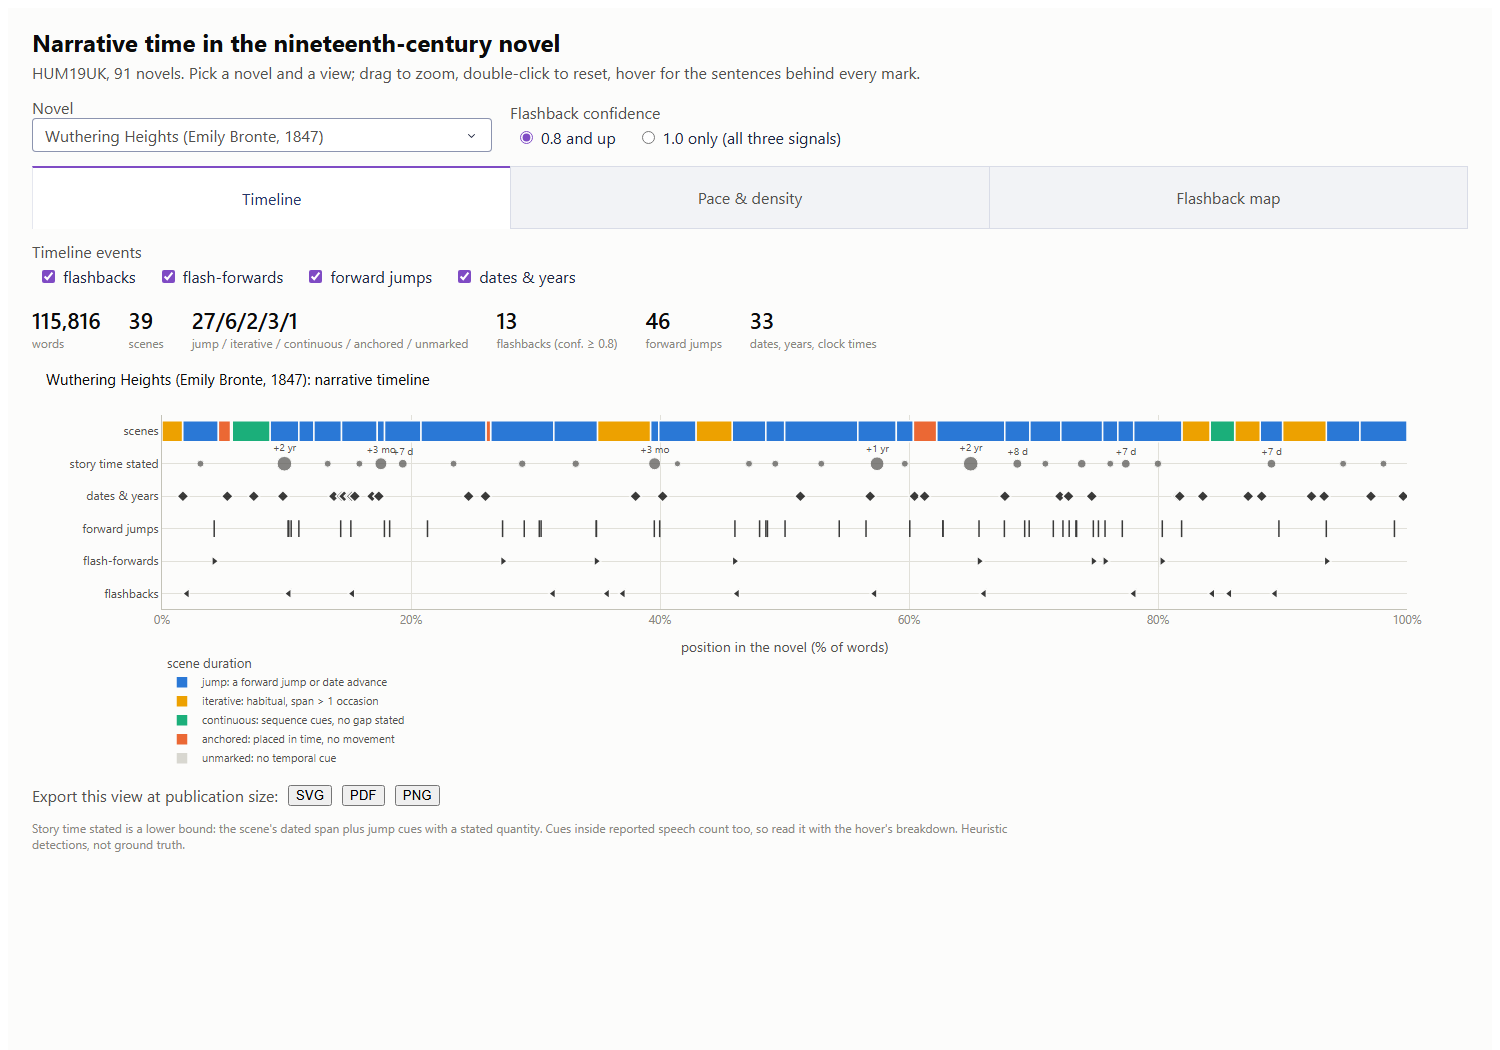 Narrative time in the nineteenth-century novel
HUM19UK, 91 novels. Pick a novel and a view; drag to zoom, double-click to reset, hover for the sentences behind every mark.
Novel
Wuthering Heights (Emily Bronte, 1847)
Flashback confidence
0.8 and up
1.0 only (all three signals)
Timeline
Pace & density
Flashback map
Timeline events
flashbacks
flash-forwards
forward jumps
dates & years
115,816
words
39
scenes
27/6/2/3/1
jump / iterative / continuous / anchored / unmarked
13
flashbacks (conf. ≥ 0.8)
46
forward jumps
33
dates, years, clock times
Wuthering Heights (Emily Bronte, 1847): narrative timeline
scenes
+2 yr
+3 mo
+7 d
+3 mo
+1 yr
+2 yr
+8 d
+7 d
+7 d
story time stated
dates & years
forward jumps
flash-forwards
flashbacks
0%
20%
40%
60%
80%
100%
position in the novel (% of words)
scene duration
jump: a forward jump or date advance
iterative: habitual, span > 1 occasion
continuous: sequence cues, no gap stated
anchored: placed in time, no movement
unmarked: no temporal cue
Export this view at publication size:
SVG
PDF
PNG
Story time stated is a lower bound: the scene's dated span plus jump cues with a stated quantity. Cues inside reported speech count too, so read it with the hover's breakdown. Heuristic
detections, not ground truth.